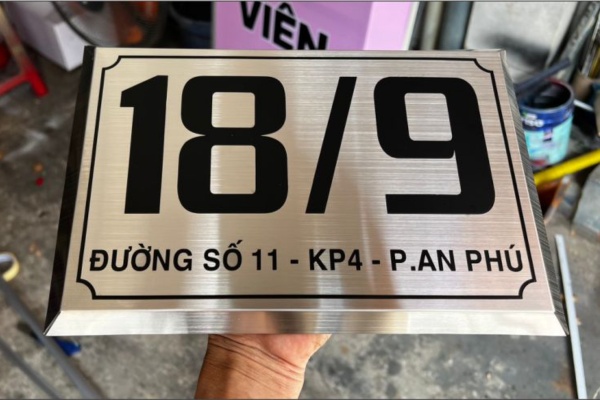 VIÊN
18/9
ĐƯỜNG SỐ 11 - KP4 - P.AN PHÚ